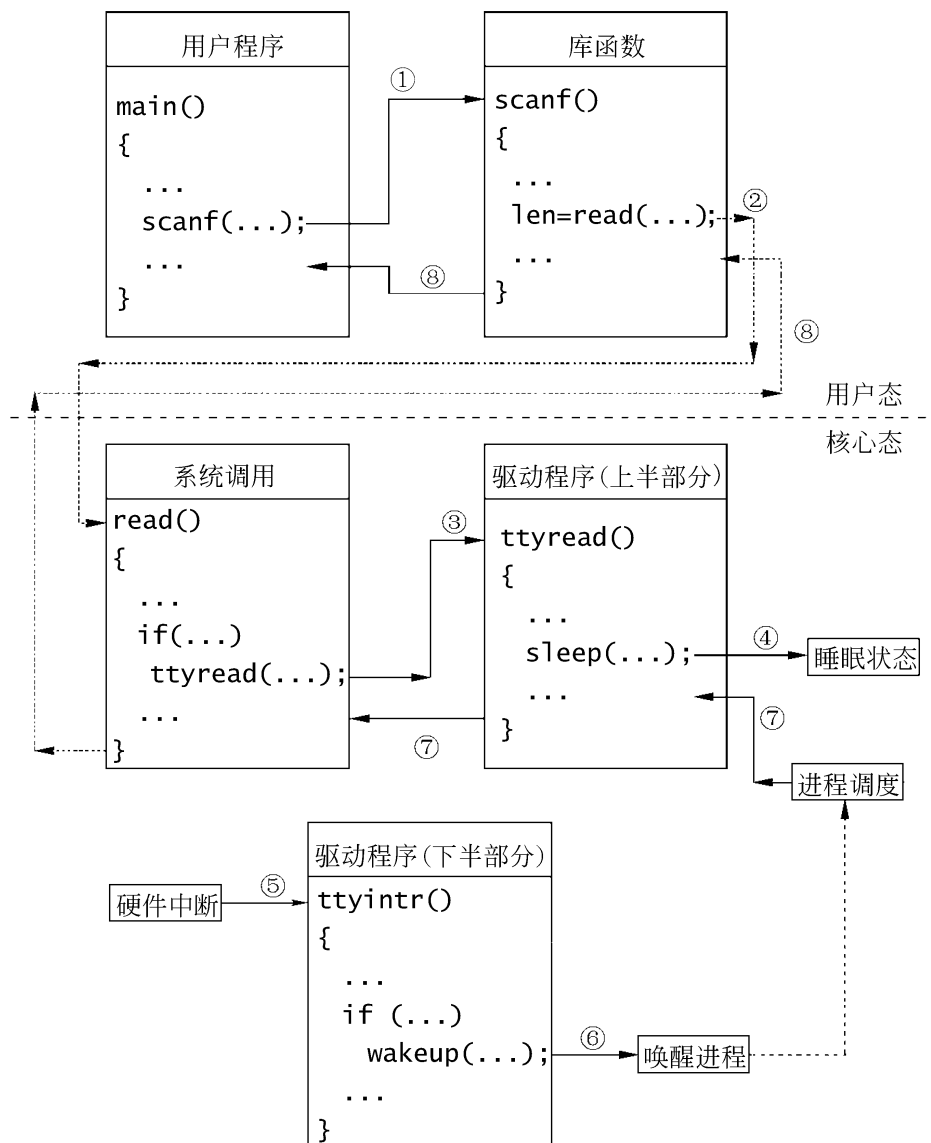 用户程序
main()
{
...
scanf(...);
...
}
①
⑧
库函数
scanf()
{
...
len=read(...);
...
}
②
⑧
用户态
核心态
系统调用
read()
{
...
if(...)
ttyread(...);
...
}
③
⑦
驱动程序(上半部分)
ttyread()
{
...
sleep(...);
...
}
④
睡眠状态
⑦
进程调度
硬件中断
⑤
驱动程序(下半部分)
ttyintr()
{
...
if (...)
wakeup(...);
...
}
⑥
唤醒进程